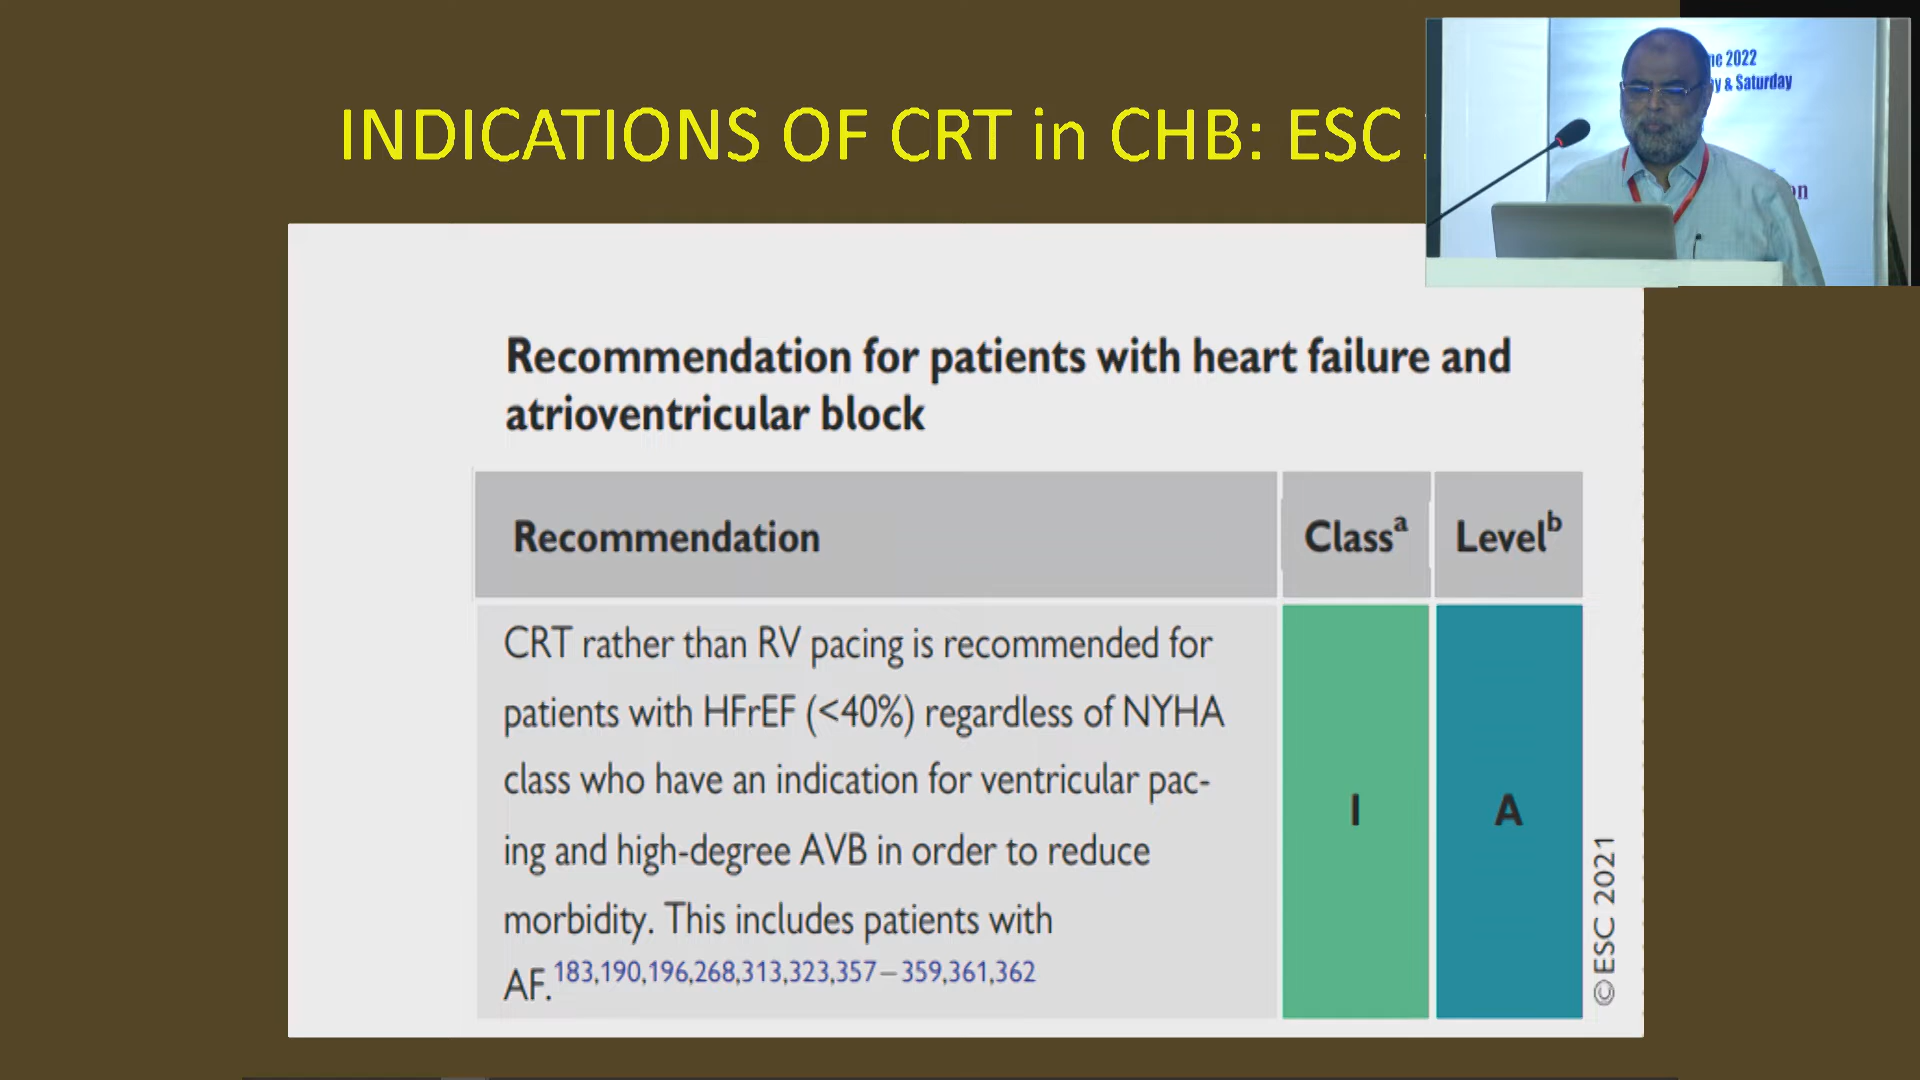 INDICATIONS OF CRT in CHB: ESC
2022
& Saturday
Recommendation for patients with heart failure and
atrioventricular block
Recommendation
Classᵃ
Levelᵇ
CRT rather than RV pacing is recommended for
patients with HFrEF (<40%) regardless of NYHA
class who have an indication for ventricular pac-
ing and high-degree AVB in order to reduce
morbidity. This includes patients with
AF.183,190,196,268,313,323,357–359,361,362
I
A
©ESC 2021